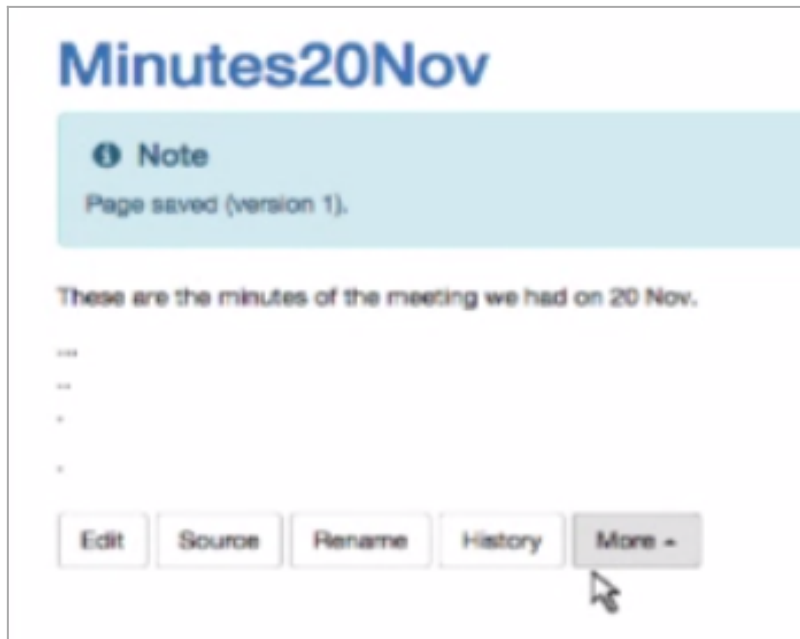 Minutes20Nov
Note
Page saved (version 1).
These are the minutes of the meeting we had on 20 Nov.
...
..
.
.
Edit Source Rename History More